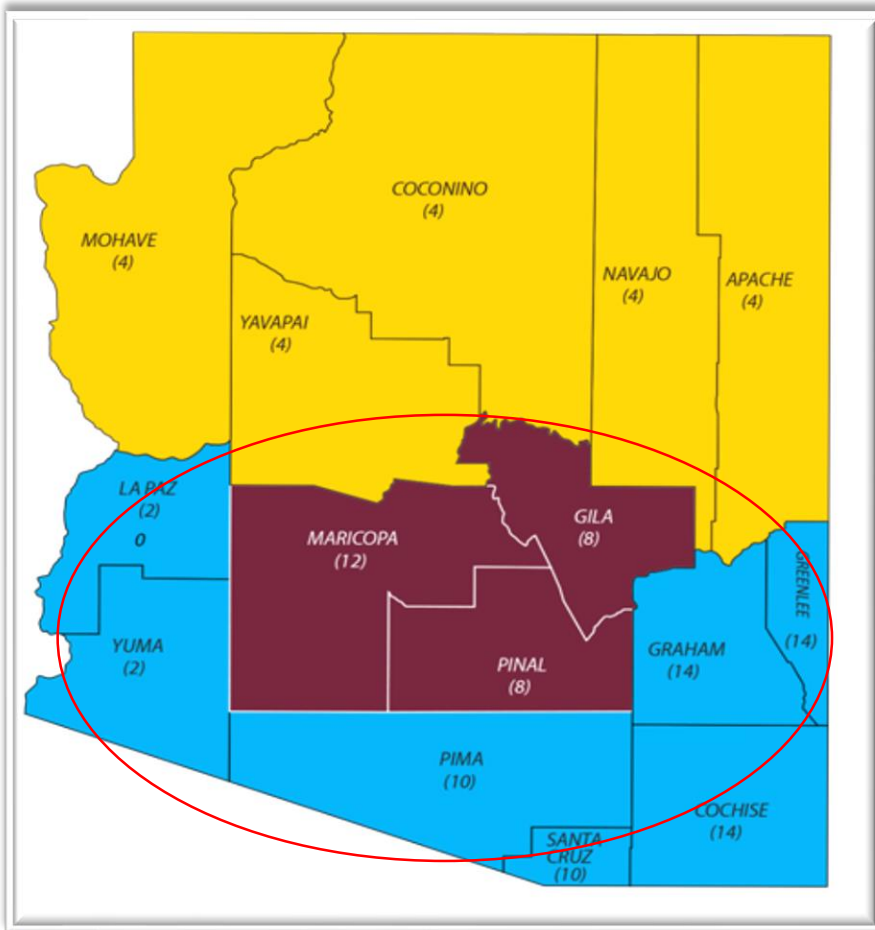 COCONINO
(4)
MOHAVE
(4)
NAVAJO
(4)
APACHE
(4)
YAVAPAI
(4)
LA PAZ
(2)
0
MARICOPA
(12)
GILA
(8)
GREENLEE
(14)
YUMA
(2)
GRAHAM
(14)
PINAL
(8)
PIMA
(10)
COCHISE
(14)
SANTA
CRUZ
(10)